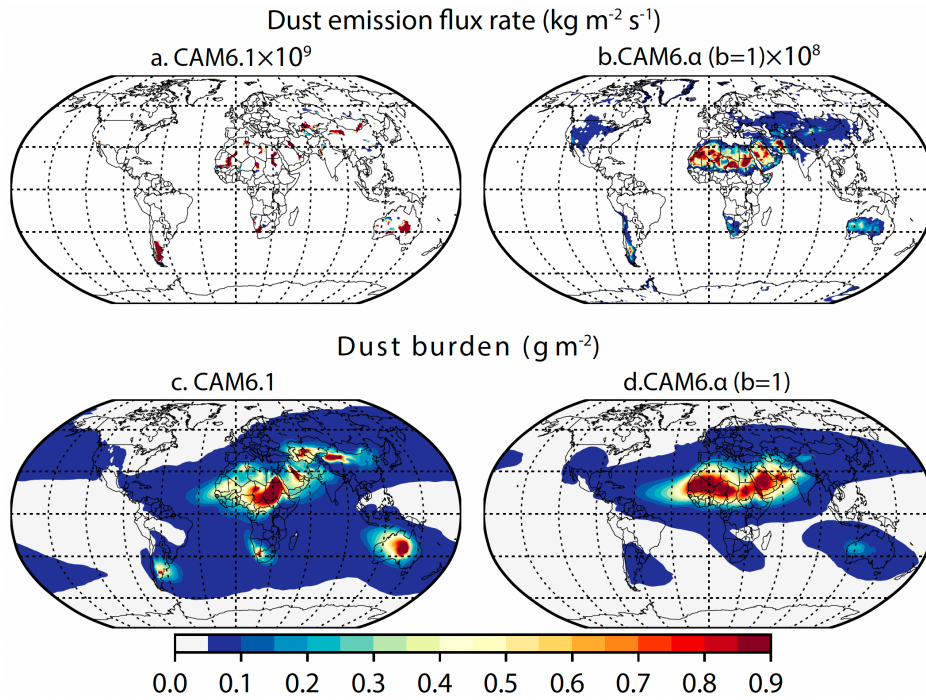 Dust emission flux rate (kg m⁻² s⁻¹)
a. CAM6.1×10⁹
b.CAM6.α (b=1)×10⁸
Dust burden (g m⁻²)
c. CAM6.1
d.CAM6.α (b=1)
0.0 0.1 0.2 0.3 0.4 0.5 0.6 0.7 0.8 0.9